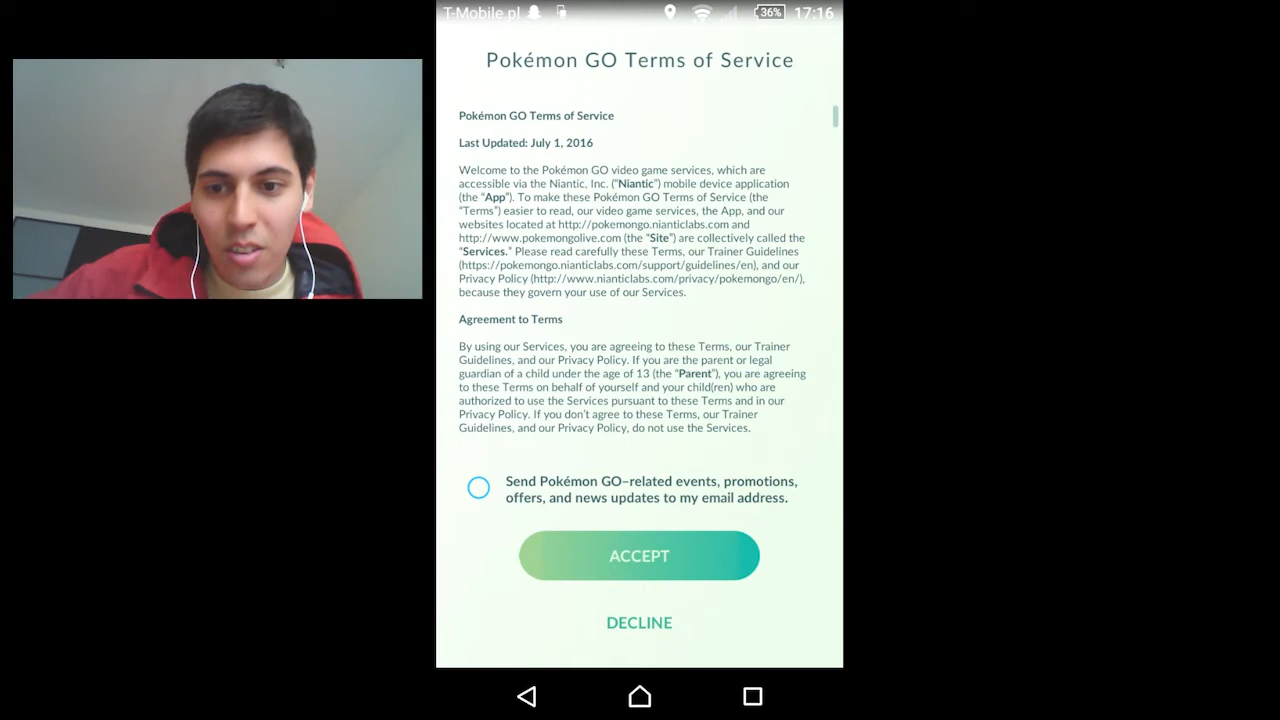 T-Mobile.pl
36%
17:16
Pokémon GO Terms of Service
Pokémon GO Terms of Service
Last Updated: July 1, 2016
Welcome to the Pokémon GO video game services, which are
accessible via the Niantic, Inc. (“Niantic”) mobile device application
(the “App”). To make these Pokémon GO Terms of Service (the
“Terms”) easier to read, our video game services, the App, and our
websites located at http://pokemongo.nianticlabs.com and
http://www.pokemongolive.com (the “Site”) are collectively called the
“Services.” Please read carefully these Terms, our Trainer Guidelines
(https://pokemongo.nianticlabs.com/support/guidelines/en), and our
Privacy Policy (http://www.nianticlabs.com/privacy/pokemongo/en/),
because they govern your use of our Services.
Agreement to Terms
By using our Services, you are agreeing to these Terms, our Trainer
Guidelines, and our Privacy Policy. If you are the parent or legal
guardian of a child under the age of 13 (the “Parent”), you are agreeing
to these Terms on behalf of yourself and your child(ren) who are
authorized to use the Services pursuant to these Terms and in our
Privacy Policy. If you don’t agree to these Terms, our Trainer
Guidelines, and our Privacy Policy, do not use the Services.
Send Pokémon GO–related events, promotions,
offers, and news updates to my email address.
ACCEPT
DECLINE